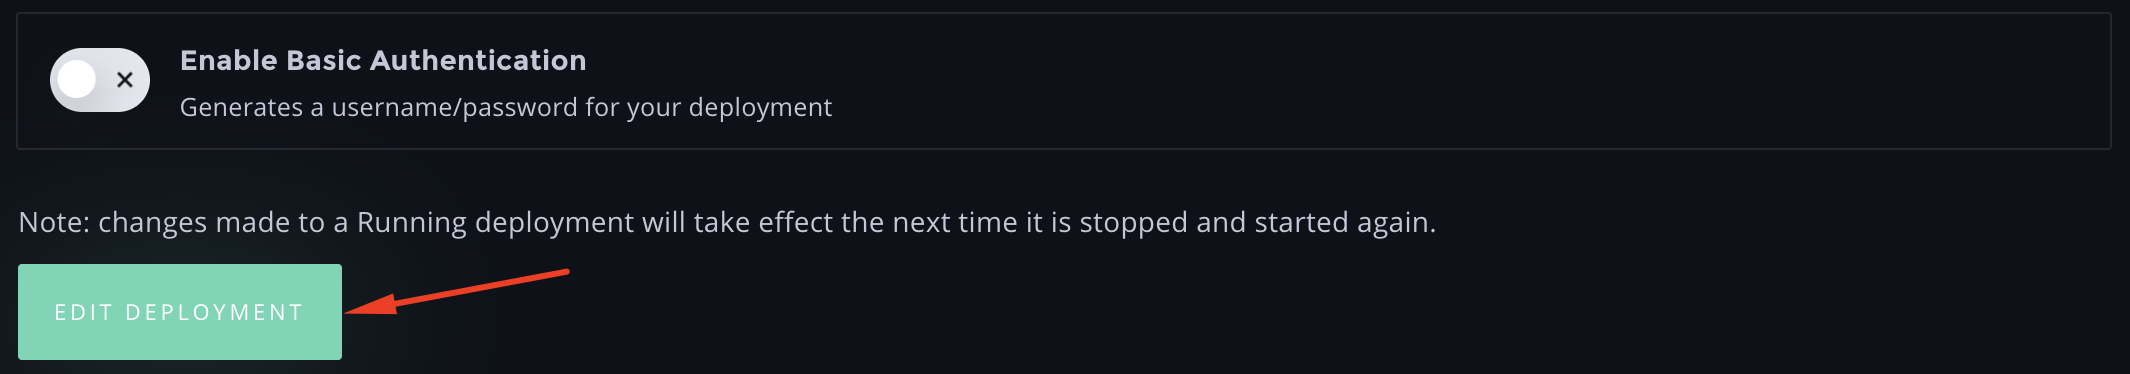 Enable Basic Authentication
Generates a username/password for your deployment
Note: changes made to a Running deployment will take effect the next time it is stopped and started again.
EDIT DEPLOYMENT